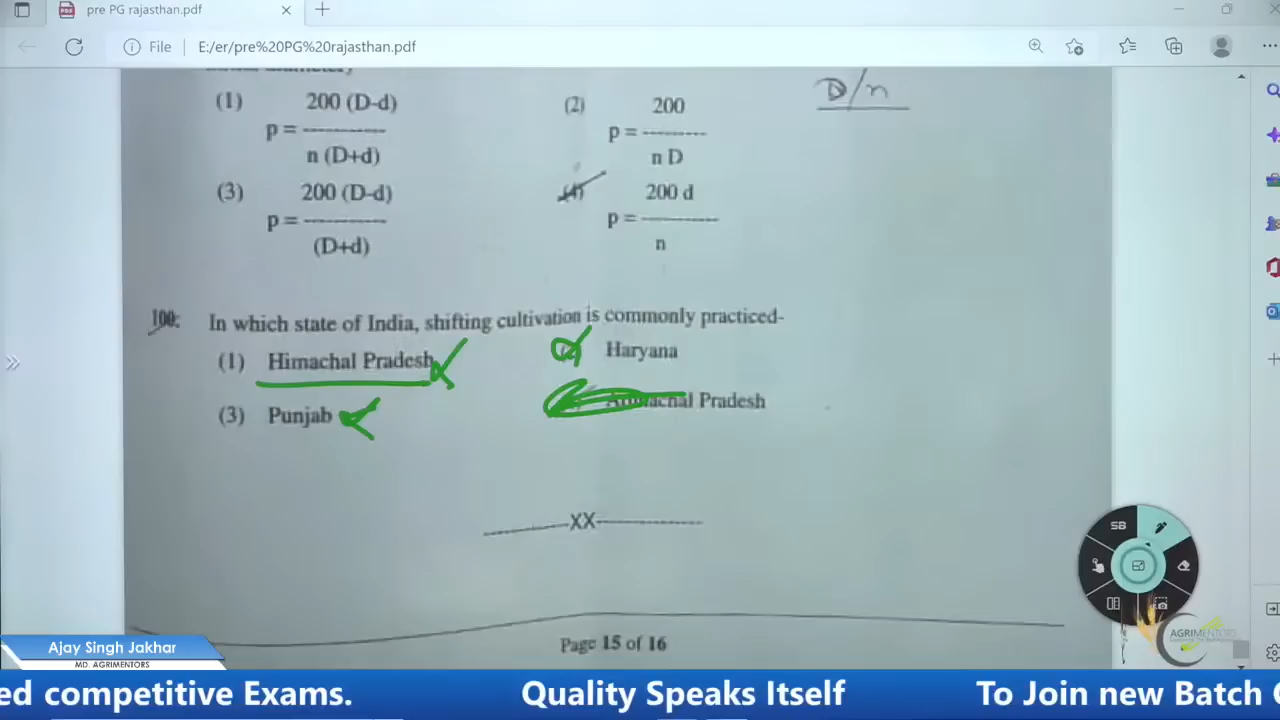 pre PG rajasthan.pdf
File E:/er/pre%20PG%20rajasthan.pdf
D/n
(1) 200 (D-d)
p = -----------
n (D+d)
(2) 200
p = ---------
n D
(3) 200 (D-d)
p = -----------
(D+d)
(4) 200 d
p = -----------
n
100. In which state of India, shifting cultivation is commonly practiced-
(1) Himachal Pradesh
Haryana
(3) Punjab
Pradesh
---------XX-----------
Page 15 of 16
SB
AGRIMENTORS
Ajay Singh Jakhar
MD. AGRIMENTORS
ed competitive Exams. Quality Speaks Itself To Join new Batch